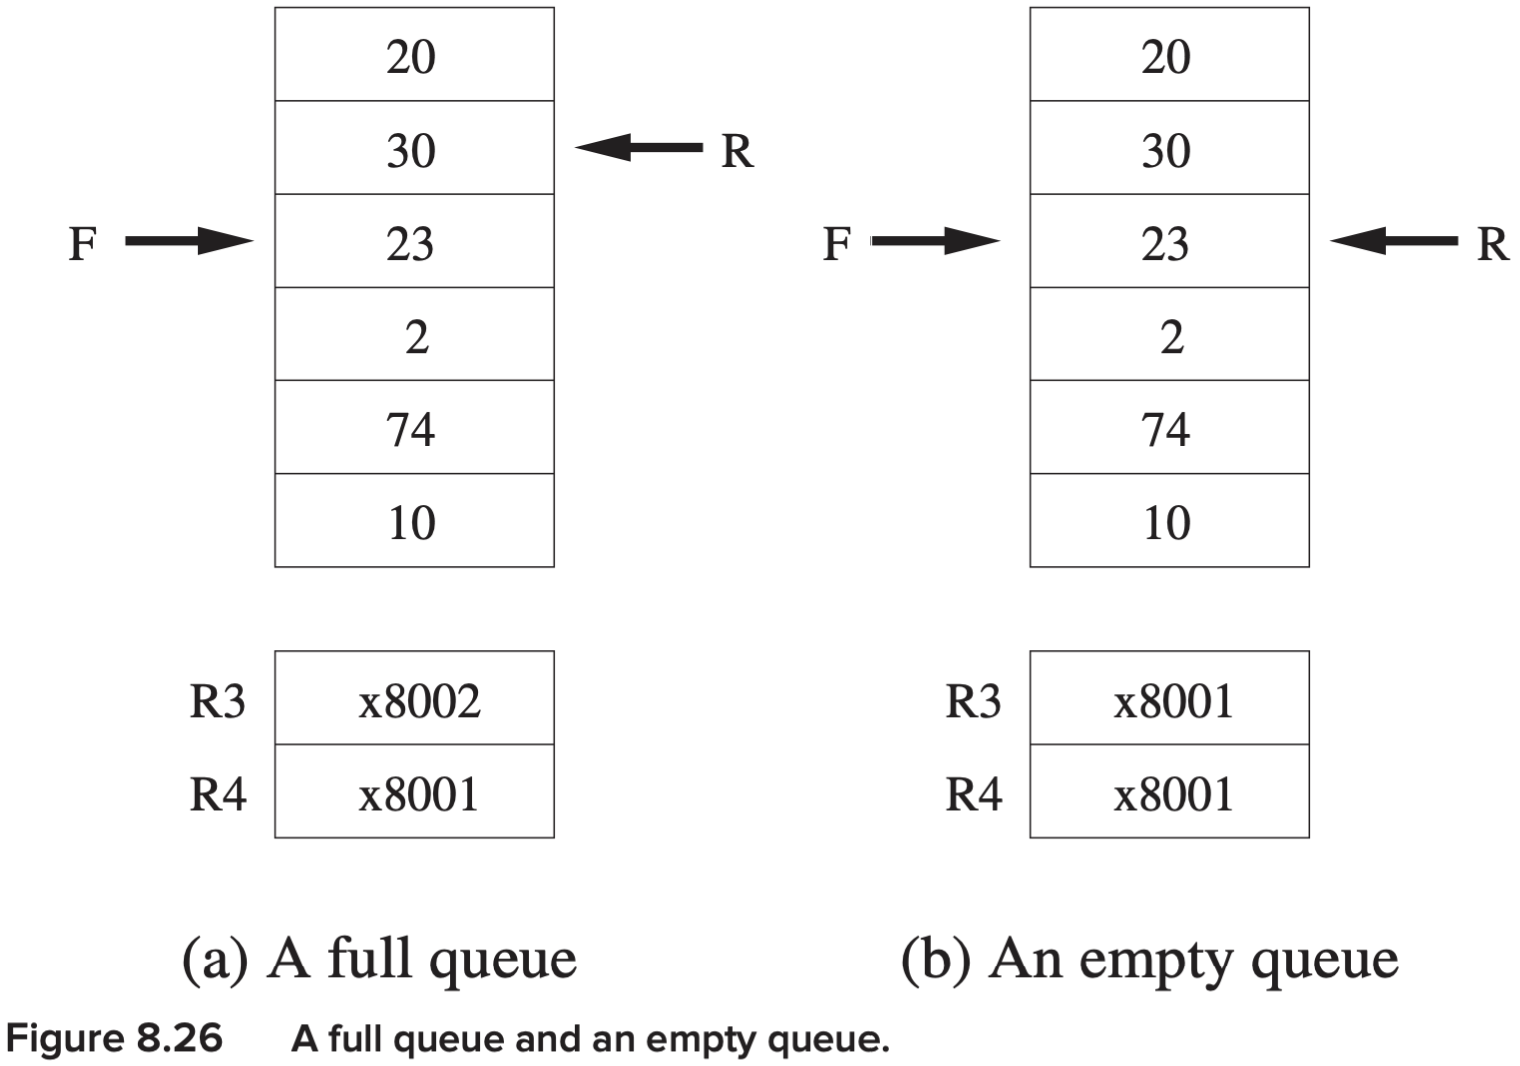 20
30
R
F
23
2
74
10
R3
x8002
R4
x8001
(a) A full queue
20
30
F
23
R
2
74
10
R3
x8001
R4
x8001
(b) An empty queue
Figure 8.26 A full queue and an empty queue.